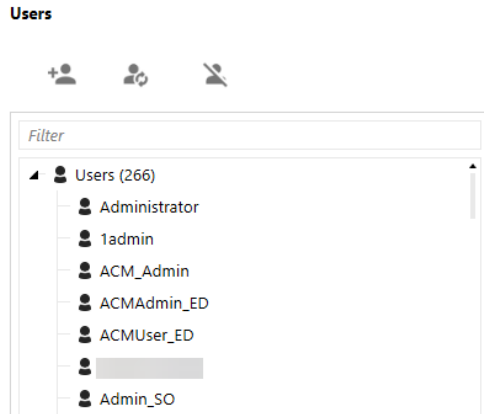 Users
Filter
Users (266)
Administrator
1admin
ACM_Admin
ACMAdmin_ED
ACMUser_ED
Admin_SO